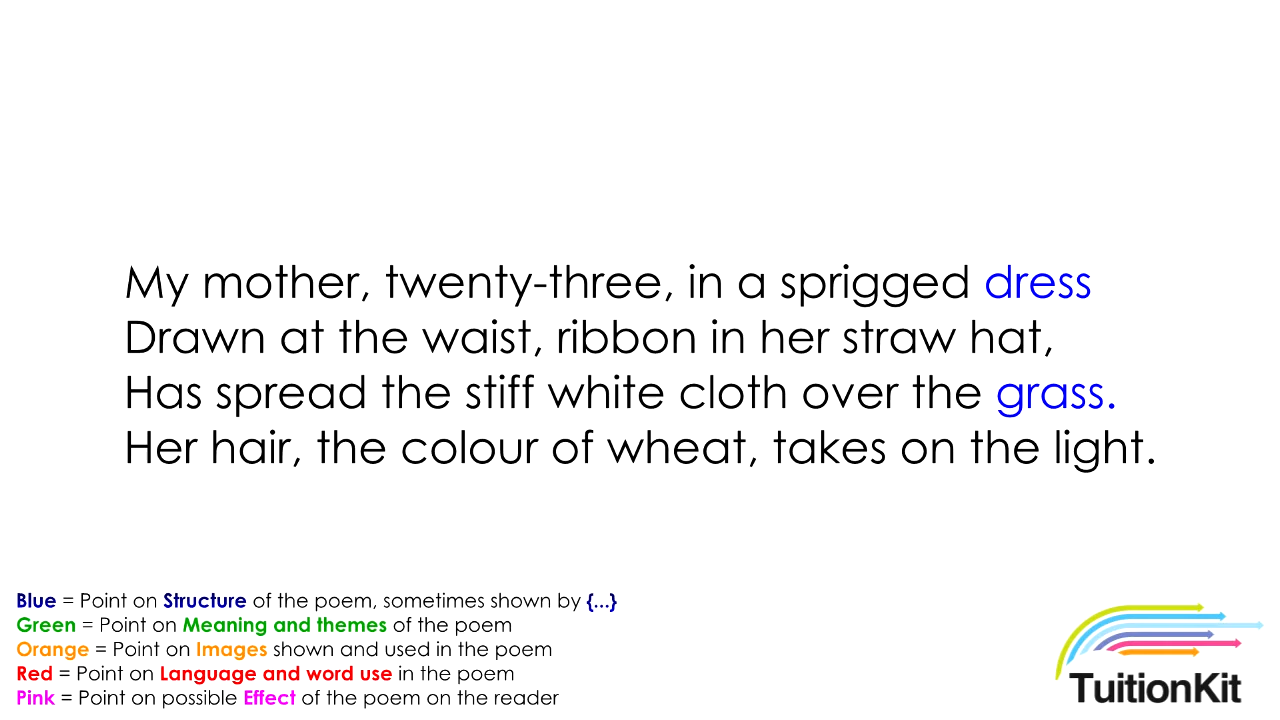 My mother, twenty-three, in a sprigged dress
Drawn at the waist, ribbon in her straw hat,
Has spread the stiff white cloth over the grass.
Her hair, the colour of wheat, takes on the light.
Blue = Point on Structure of the poem, sometimes shown by {...}
Green = Point on Meaning and themes of the poem
Orange = Point on Images shown and used in the poem
Red = Point on Language and word use in the poem
Pink = Point on possible Effect of the poem on the reader
TuitionKit